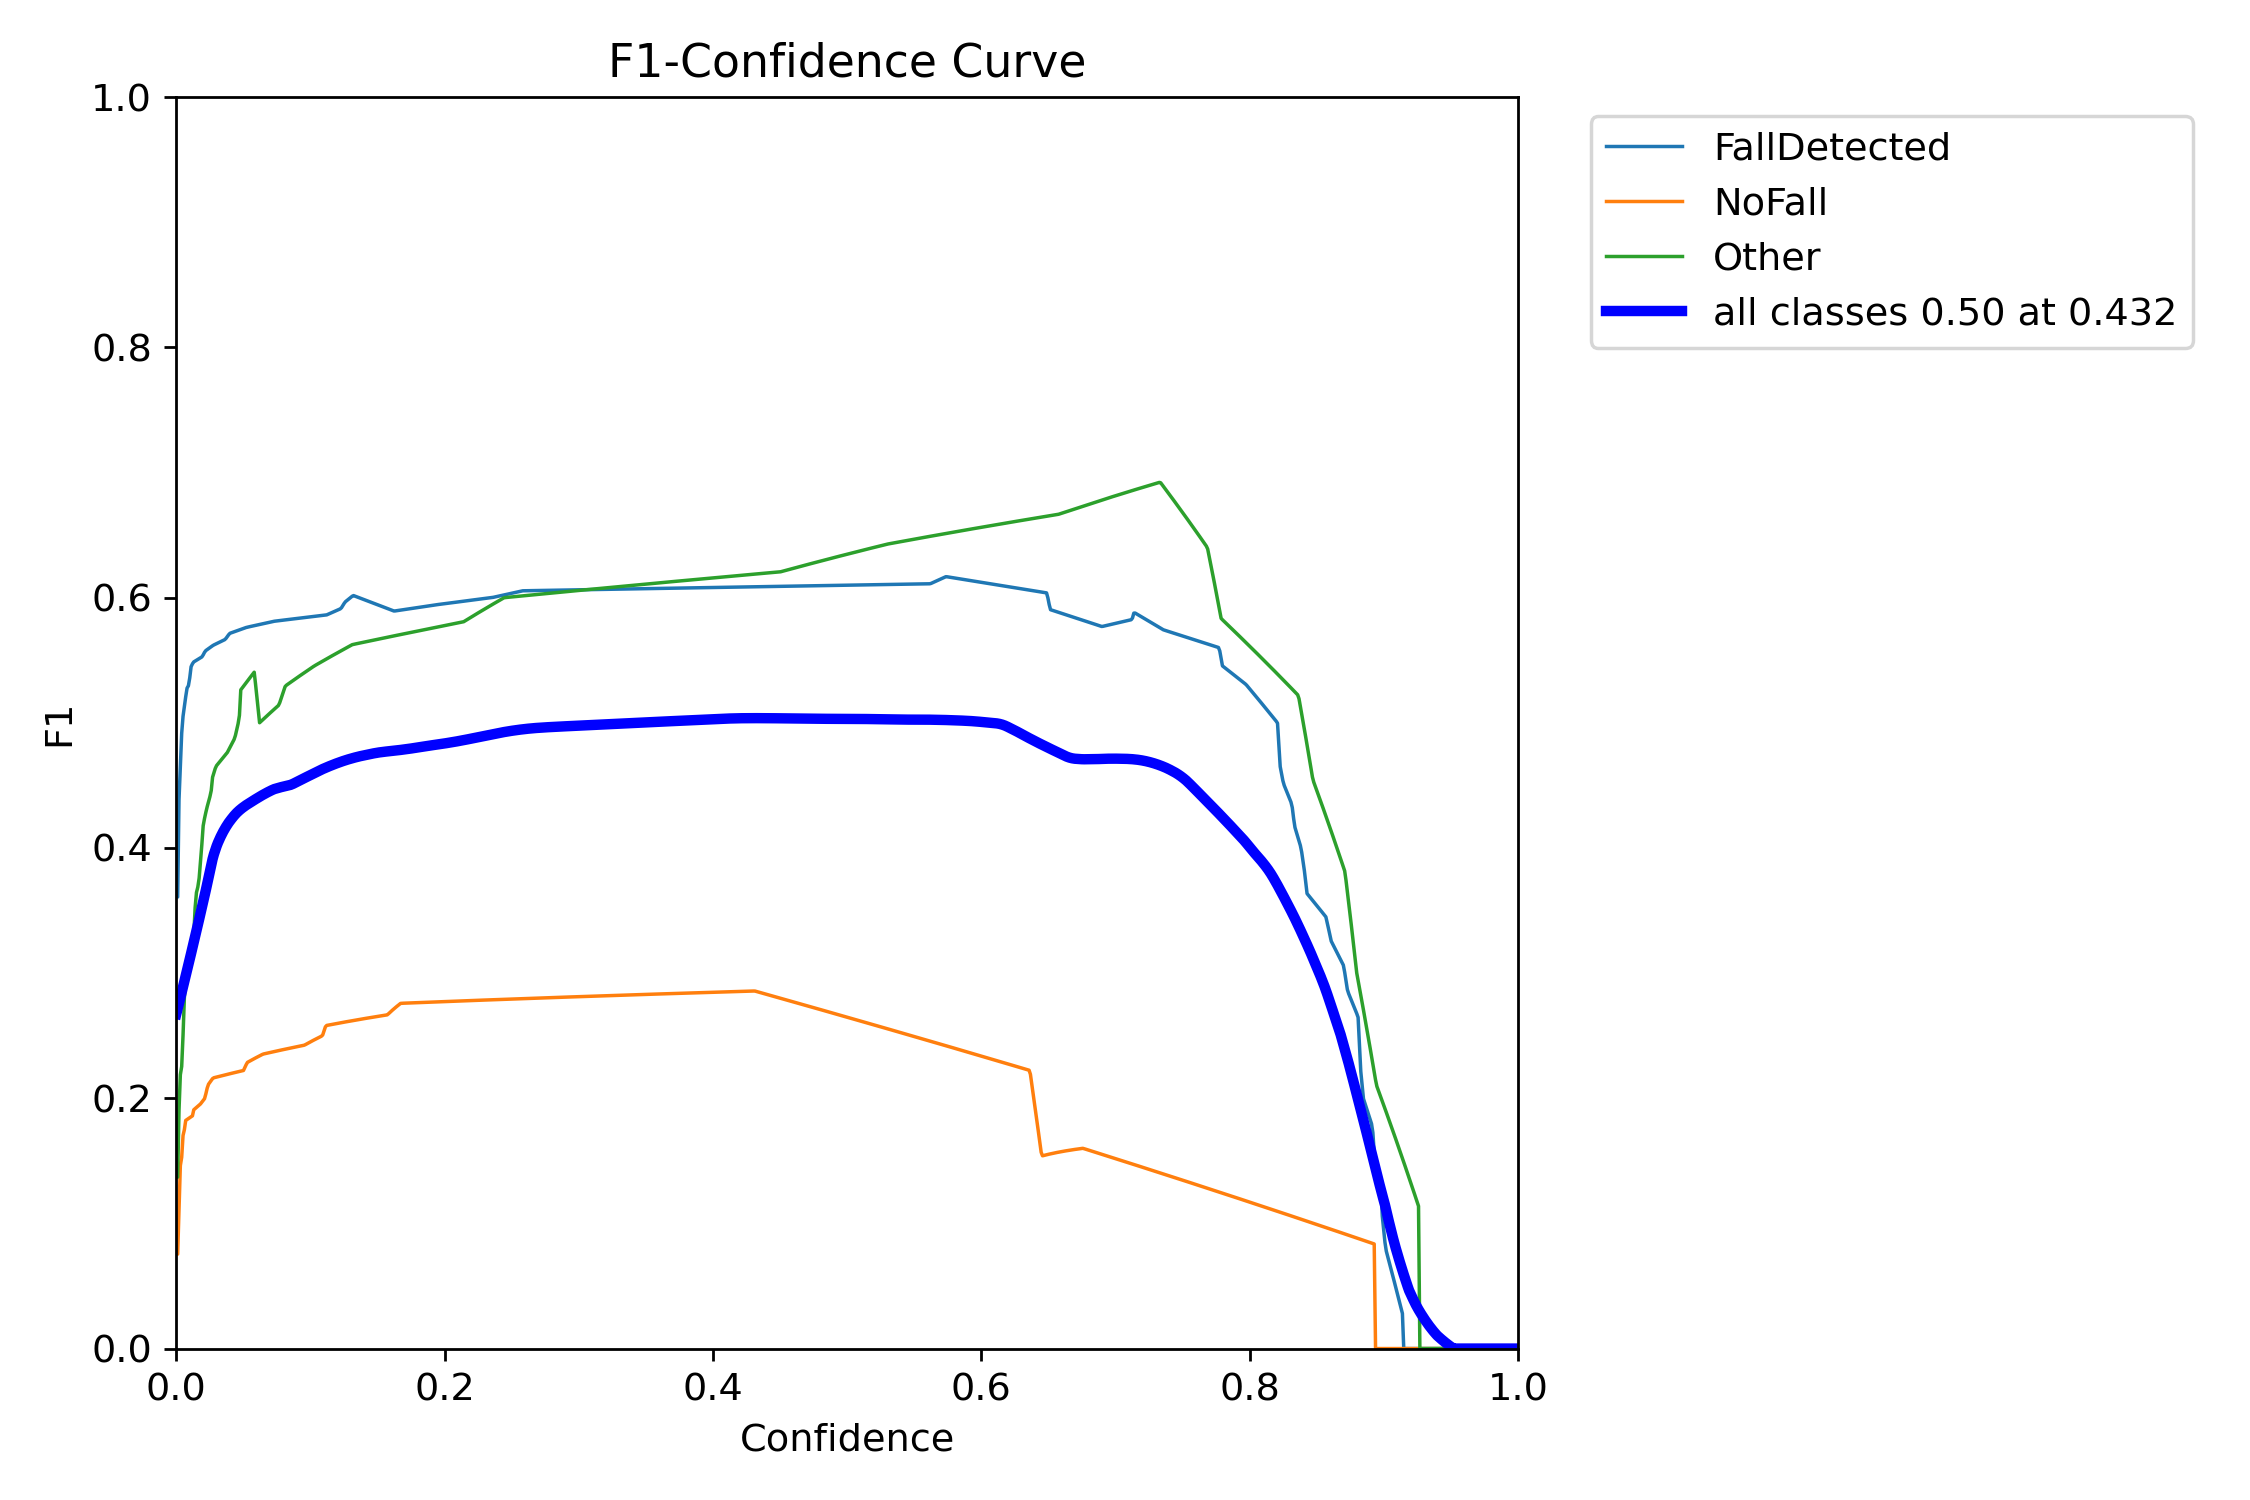 F1-Confidence Curve
1.0
0.8
0.6
0.4
0.2
0.0
F1
0.0 0.2 0.4 0.6 0.8 1.0
Confidence
FallDetected
NoFall
Other
all classes 0.50 at 0.432